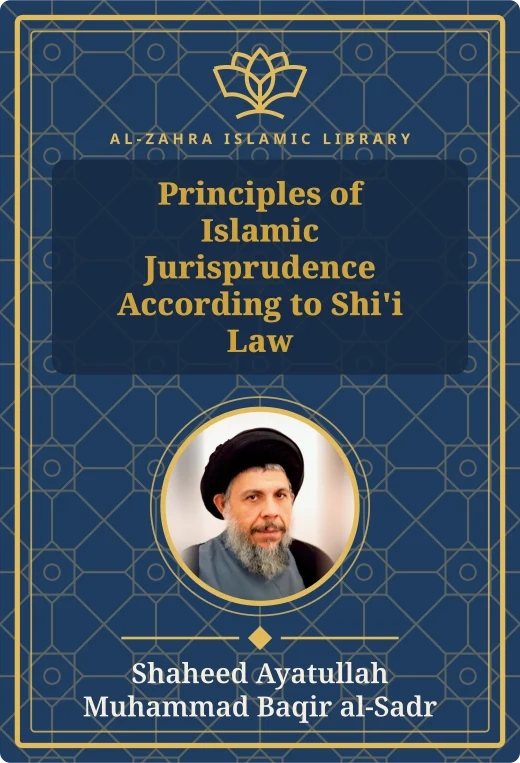 AL-ZAHRA ISLAMIC LIBRARY
Principles of
Islamic
Jurisprudence
According to Shi'i
Law
Shaheed Ayatullah
Muhammad Baqir al-Sadr